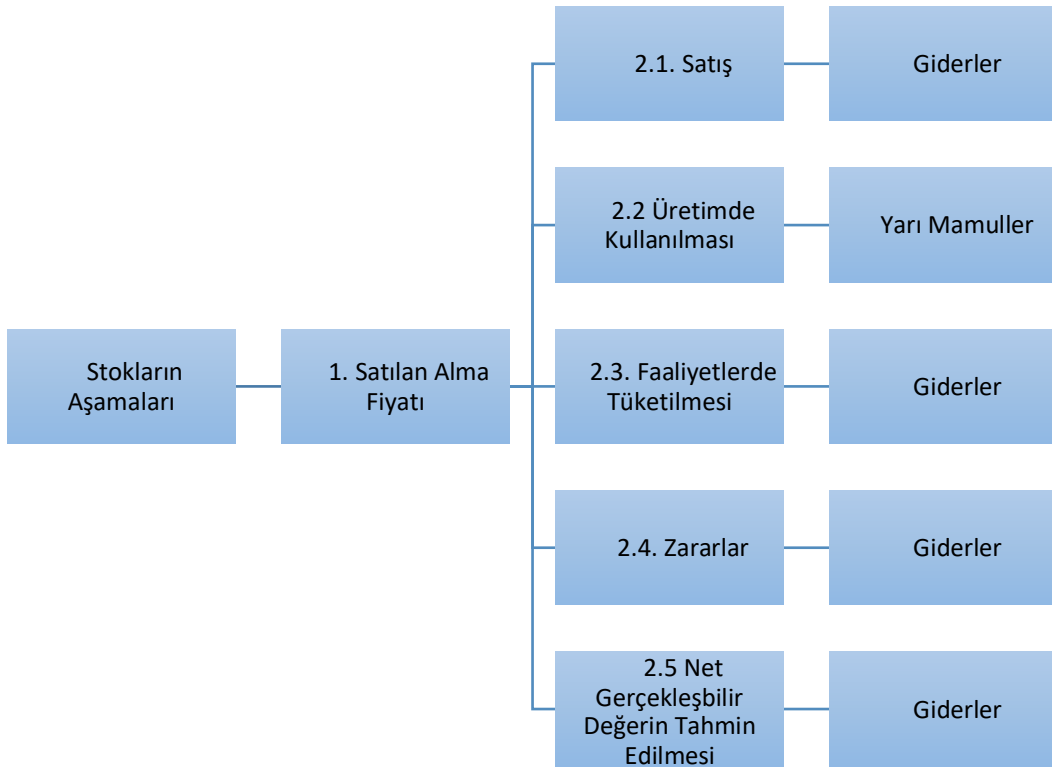 Stokların
Aşamaları
1. Satılan Alma
Fiyatı
2.1. Satış
Giderler
2.2 Üretimde
Kullanılması
Yarı Mamuller
2.3. Faaliyetlerde
Tüketilmesi
Giderler
2.4. Zararlar
Giderler
2.5 Net
Gerçekleşbilir
Değerin Tahmin
Edilmesi
Giderler